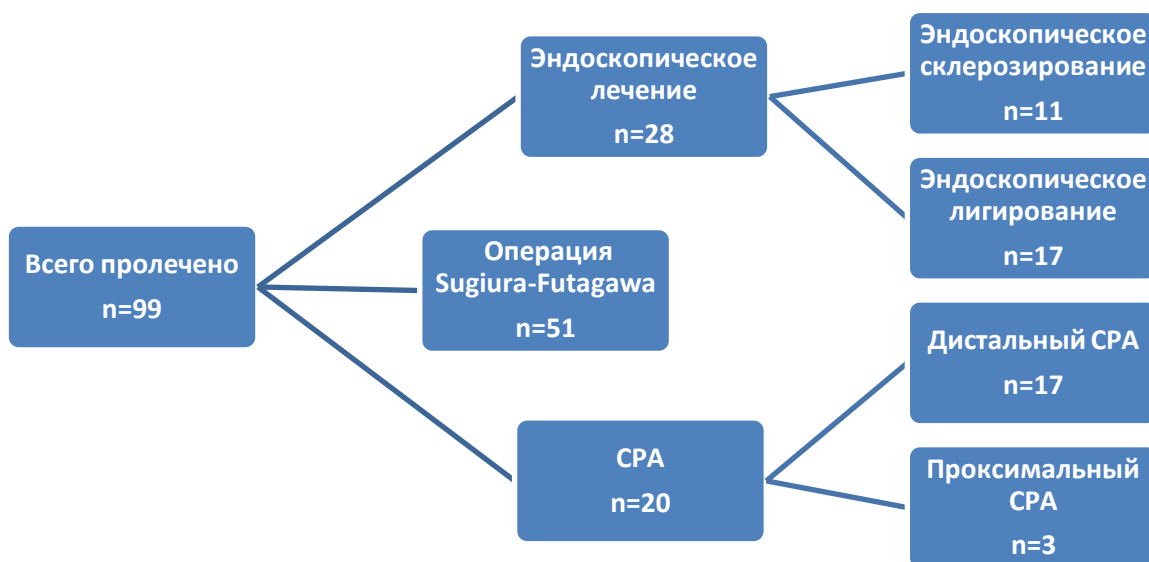 Всего пролечено
n=99
Эндоскопическое
лечение
n=28
Операция
Sugiura-Futagawa
n=51
СРА
n=20
Эндоскопическое
склерозирование
n=11
Эндоскопическое
лигирование
n=17
Дистальный СРА
n=17
Проксимальный
СРА
n=3